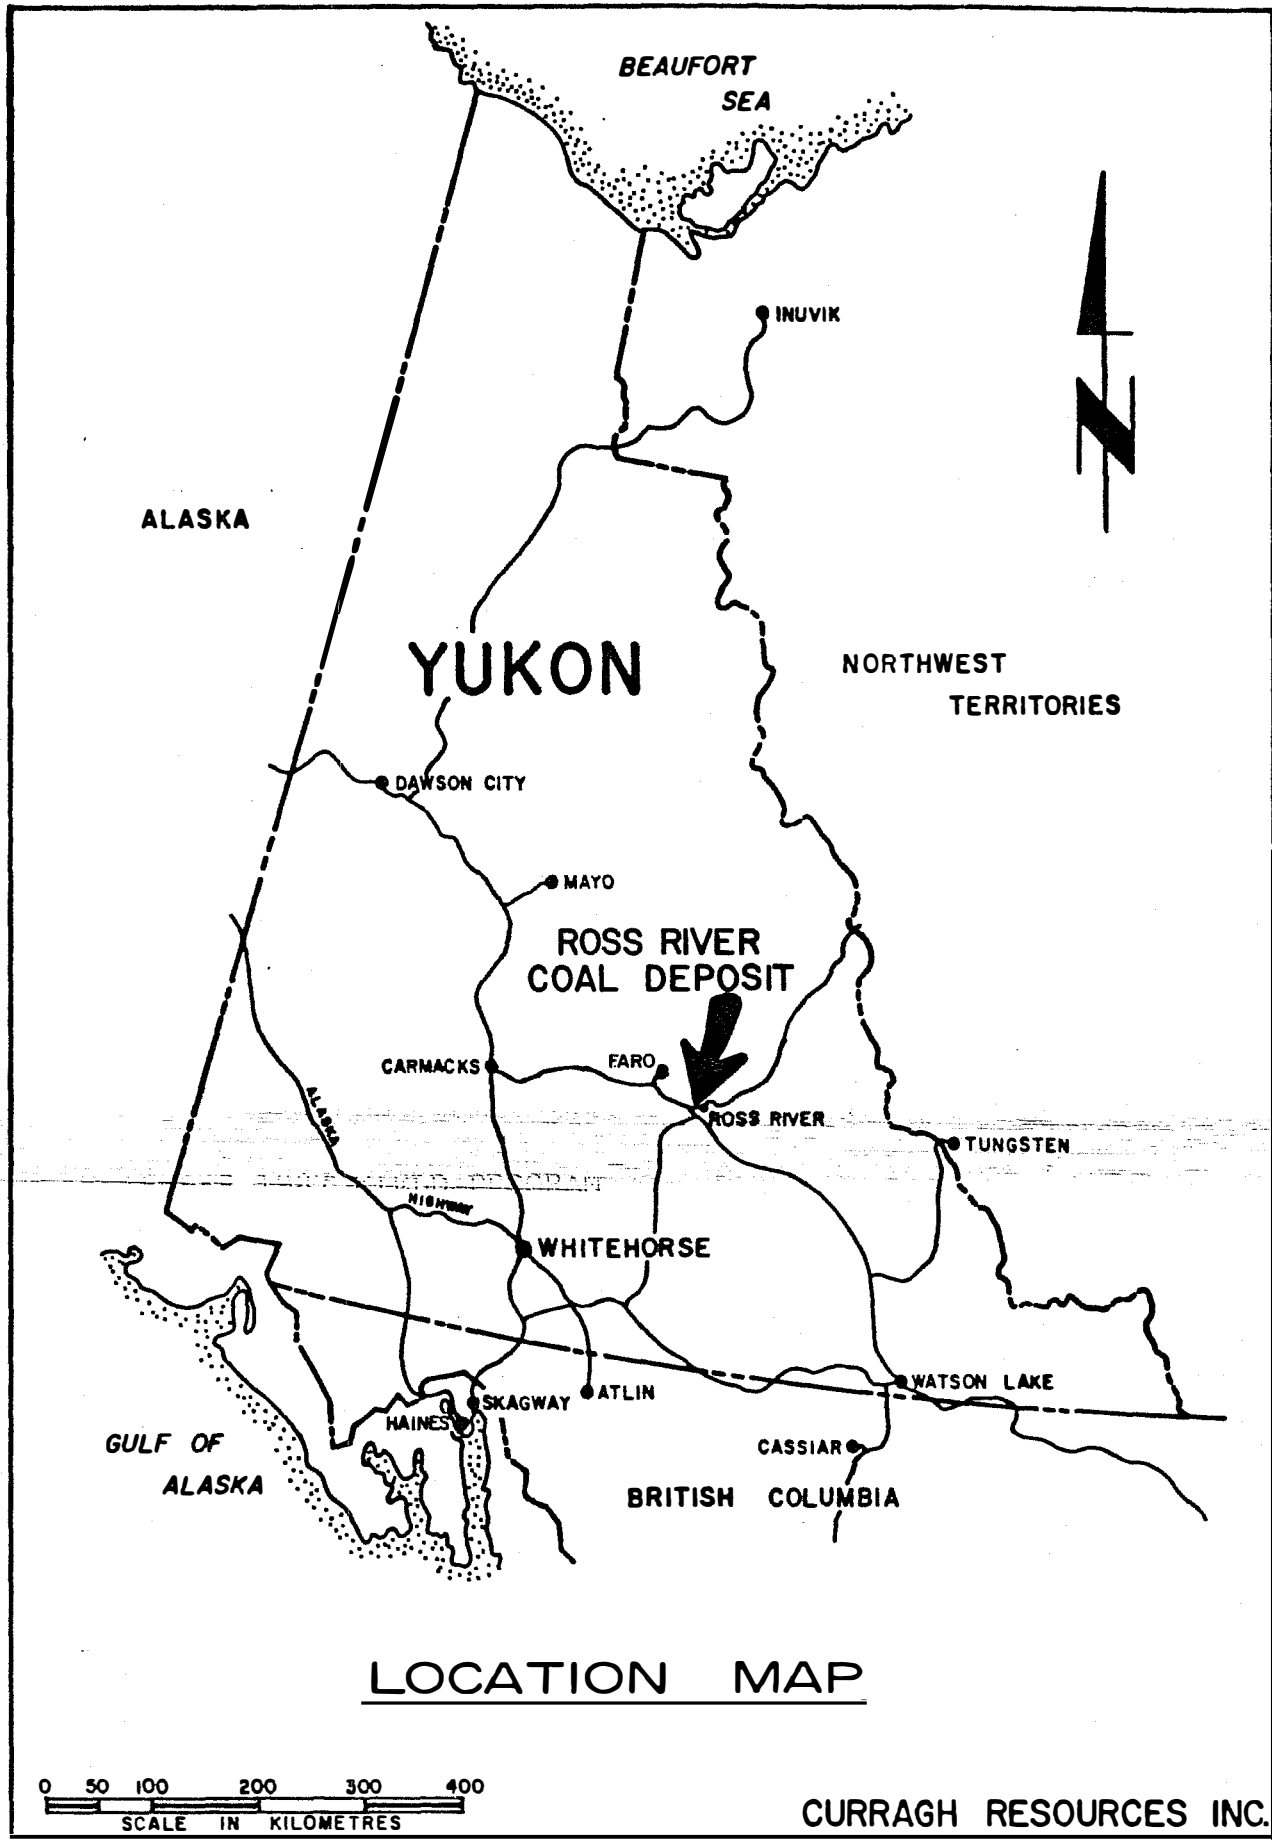 BEAUFORT
SEA
INUVIK
N
ALASKA
YUKON
NORTHWEST
TERRITORIES
DAWSON CITY
MAYO
ROSS RIVER
COAL DEPOSIT
CARMACKS
FARO
ROSS RIVER
ALASKA
HIGHWAY
TUNGSTEN
WHITEHORSE
WATSON LAKE
ATLIN
SKAGWAY
HAINES
CASSIAR
GULF OF
ALASKA
BRITISH COLUMBIA
LOCATION MAP
0 50 100 200 300 400
SCALE IN KILOMETRES
CURRAGH RESOURCES INC.